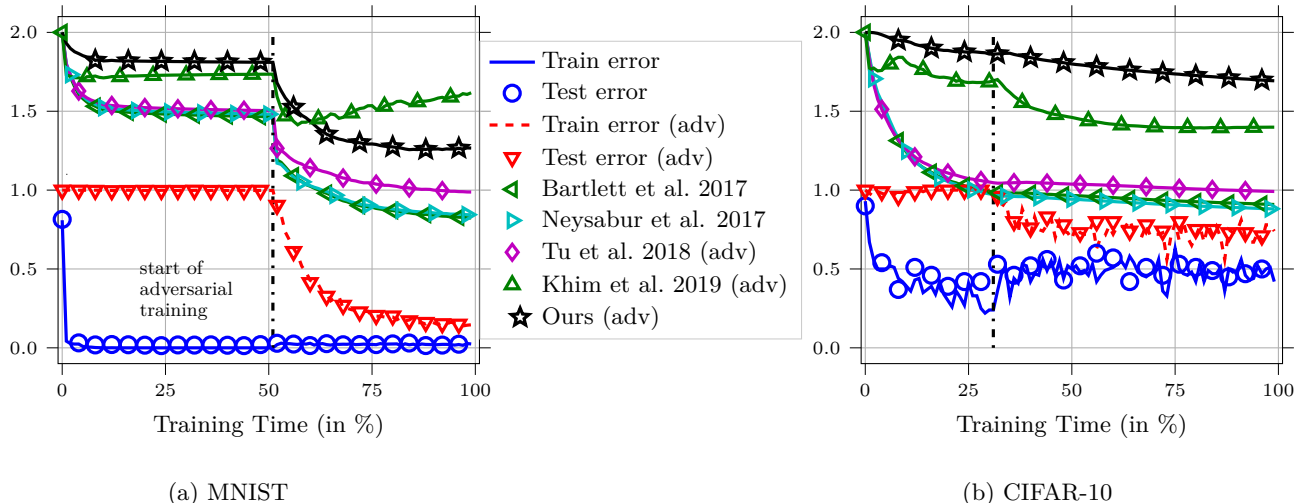 2.0
1.5
1.0
0.5
0.0
start of
adversarial
training
0
25
50
75
100
Training Time (in %)
(a) MNIST
Train error
Test error
Train error (adv)
Test error (adv)
Bartlett et al. 2017
Neysabur et al. 2017
Tu et al. 2018 (adv)
Khim et al. 2019 (adv)
Ours (adv)
2.0
1.5
1.0
0.5
0.0
0
25
50
75
100
Training Time (in %)
(b) CIFAR-10